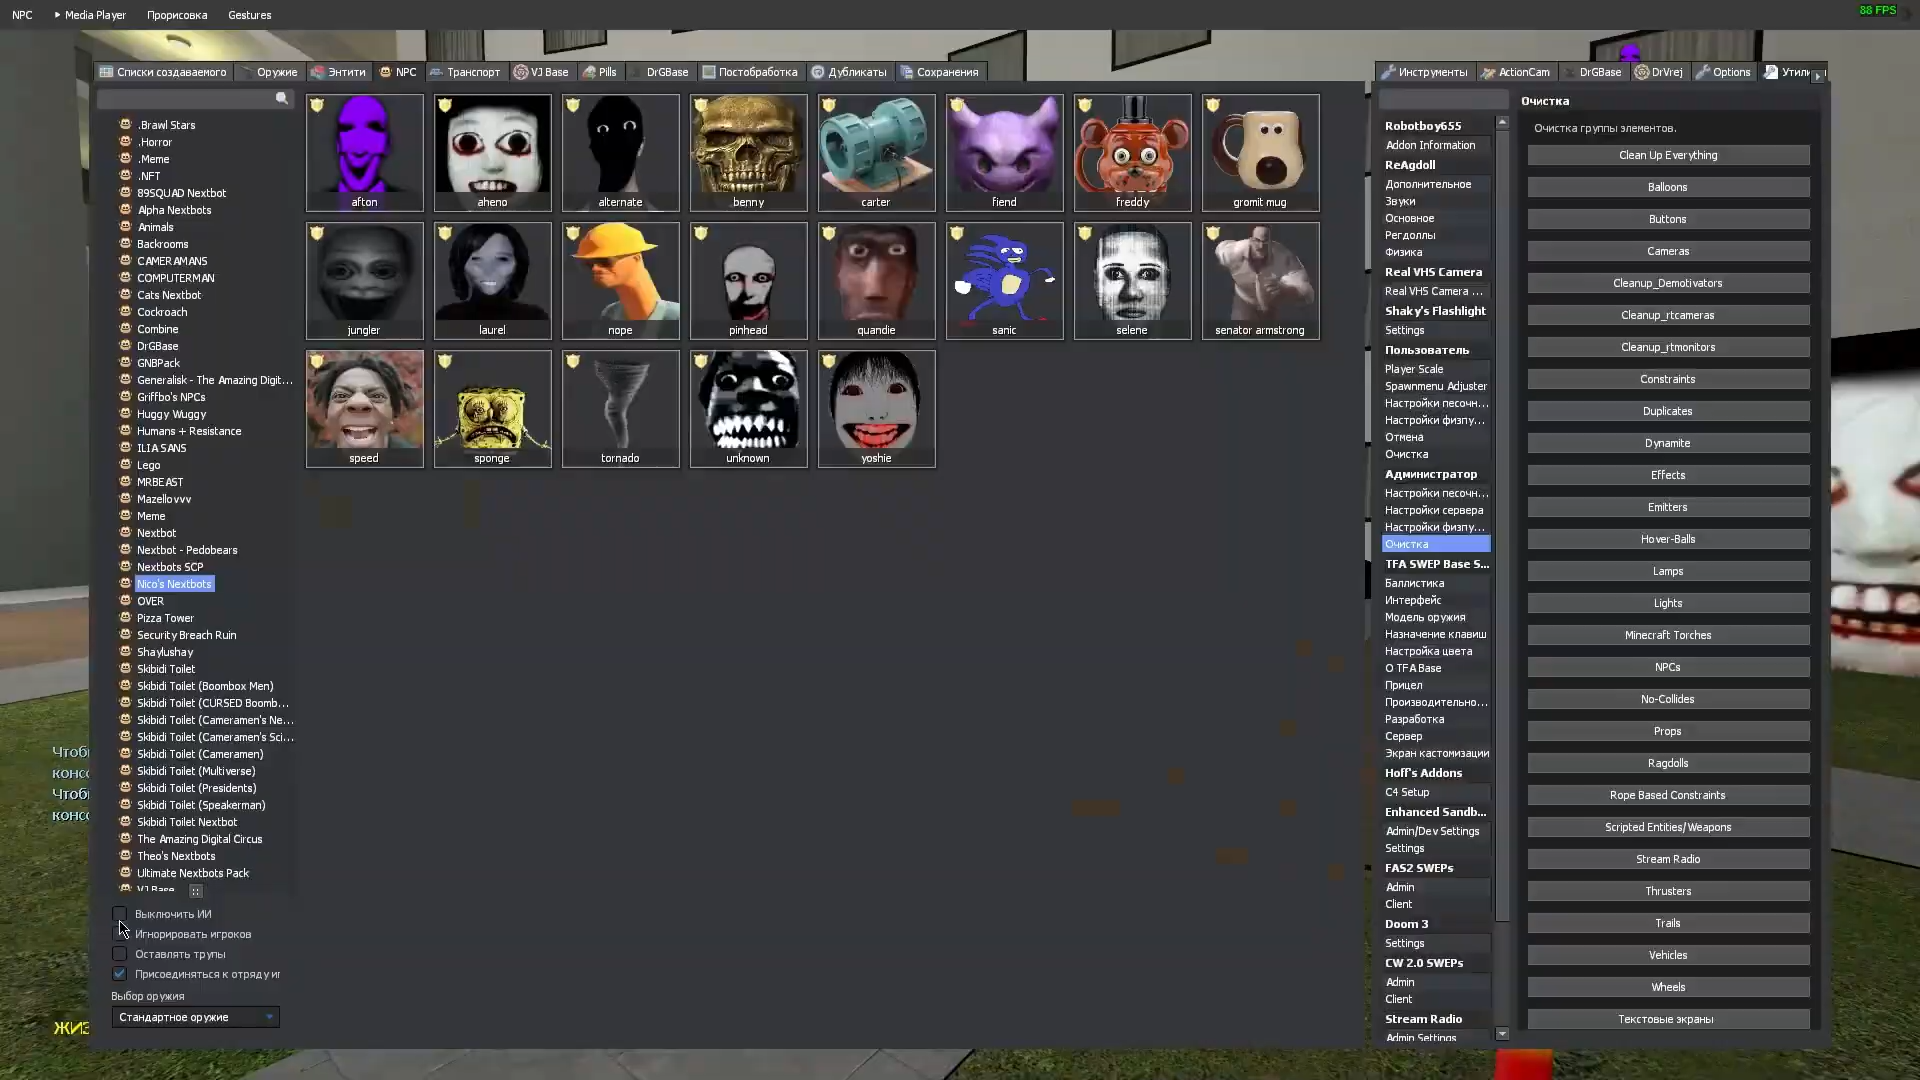 NPC
Media Player
Прорисовка
Gestures
88 FPS
Списки создаваемого
Оружие
Энтити
NPC
Транспорт
VJ Base
Pills
DrGBase
Постобработка
Дубликаты
Сохранения
Инструменты
ActionCam
DrGBase
DrVrej
Options
Утили
.Brawl Stars
.Horror
.Meme
.NFT
89SQUAD Nextbot
Alpha Nextbots
Animals
Backrooms
CAMERAMANS
COMPUTERMAN
Cats Nextbot
Cockroach
Combine
DrGBase
GNBPack
Generalisk - The Amazing Digit...
Griffbo's NPCs
Huggy Wuggy
Humans + Resistance
ILIA SANS
Lego
MRBEAST
Mazellovvv
Meme
Nextbot
Nextbot - Pedobears
Nextbots SCP
Nico's Nextbots
OVER
Pizza Tower
Security Breach Ruin
Shaylushay
Skibidi Toilet
Skibidi Toilet (Boombox Men)
Skibidi Toilet (CURSED Boomb...
Skibidi Toilet (Cameramen's Ne...
Skibidi Toilet (Cameramen's Sci...
Skibidi Toilet (Cameramen)
Skibidi Toilet (Multiverse)
Skibidi Toilet (Presidents)
Skibidi Toilet (Speakerman)
Skibidi Toilet Nextbot
The Amazing Digital Circus
Theo's Nextbots
Ultimate Nextbots Pack
VJ Base
Выключить ИИ
Игнорировать игроков
Оставлять трупы
Присоединяться к отряду иг
Выбор оружия
Стандартное оружие
Чтобы
консо
Чтобы
консо
ЖИЗ
afton
aheno
alternate
benny
carter
fiend
freddy
gromit mug
jungler
laurel
nope
pinhead
quandie
sanic
selene
senator armstrong
speed
sponge
tornado
unknown
yoshie
Robotboy655
Addon Information
ReAgdoll
Дополнительное
Звуки
Основное
Регдоллы
Физика
Real VHS Camera
Real VHS Camera ...
Shaky's Flashlight
Settings
Пользователь
Player Scale
Spawnmenu Adjuster
Настройки песочн...
Настройки физпу...
Отмена
Очистка
Администратор
Настройки песочн...
Настройки сервера
Настройки физпу...
Очистка
TFA SWEP Base S...
Баллистика
Интерфейс
Модель оружия
Назначение клавиш
Настройка цвета
О TFA Base
Прицел
Производительно...
Разработка
Сервер
Экран кастомизации
Hoff's Addons
C4 Setup
Enhanced Sandb...
Admin/Dev Settings
Settings
FAS2 SWEPs
Admin
Client
Doom 3
Settings
CW 2.0 SWEPs
Admin
Client
Stream Radio
Admin Settings
Очистка
Очистка группы элементов.
Clean Up Everything
Balloons
Buttons
Cameras
Cleanup_Demotivators
Cleanup_rtcameras
Cleanup_rtmonitors
Constraints
Duplicates
Dynamite
Effects
Emitters
Hover-Balls
Lamps
Lights
Minecraft Torches
NPCs
No-Collides
Props
Ragdolls
Rope Based Constraints
Scripted Entities/Weapons
Stream Radio
Thrusters
Trails
Vehicles
Wheels
Текстовые экраны